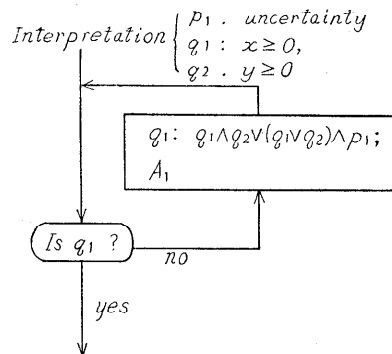 Interpretation { p₁ . uncertainty
q₁ : x ≥ 0,
q₂ . y ≥ 0
q₁: q₁∧q₂∨(q₁∨q₂)∧p₁;
A₁
Is q₁ ?
no
yes